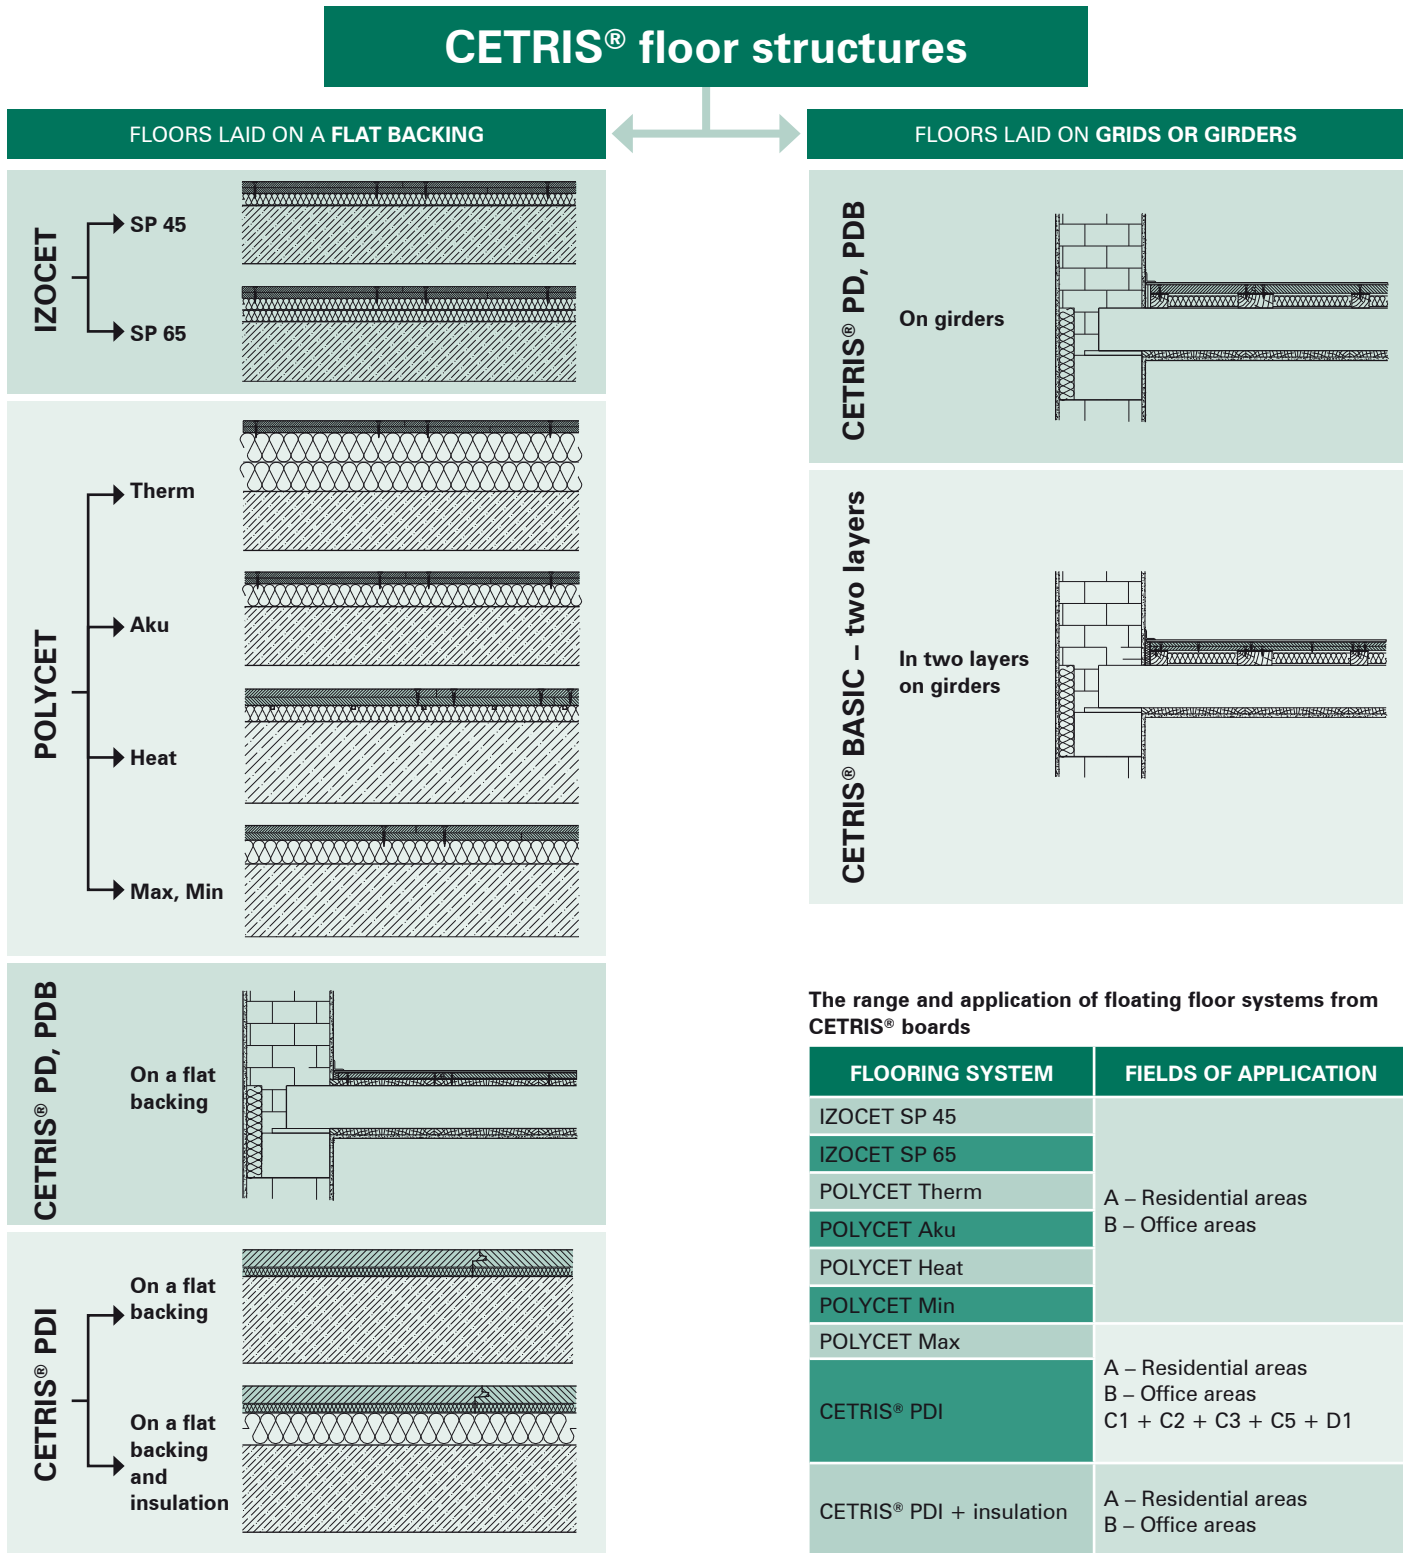 CETRIS® floor structures
FLOORS LAID ON A FLAT BACKING
IZOCET
SP 45
SP 65
POLYCET
Therm
Aku
Heat
Max, Min
CETRIS® PD, PDB
On a flat
backing
CETRIS® PDI
On a flat
backing
On a flat
backing
and
insulation
FLOORS LAID ON GRIDS OR GIRDERS
CETRIS® PD, PDB
On girders
CETRIS® BASIC – two layers
In two layers
on girders
The range and application of floating floor systems from
CETRIS® boards
FLOORING SYSTEM
FIELDS OF APPLICATION
IZOCET SP 45
IZOCET SP 65
POLYCET Therm
POLYCET Aku
POLYCET Heat
POLYCET Min
A – Residential areas
B – Office areas
POLYCET Max
CETRIS® PDI
A – Residential areas
B – Office areas
C1 + C2 + C3 + C5 + D1
CETRIS® PDI + insulation
A – Residential areas
B – Office areas